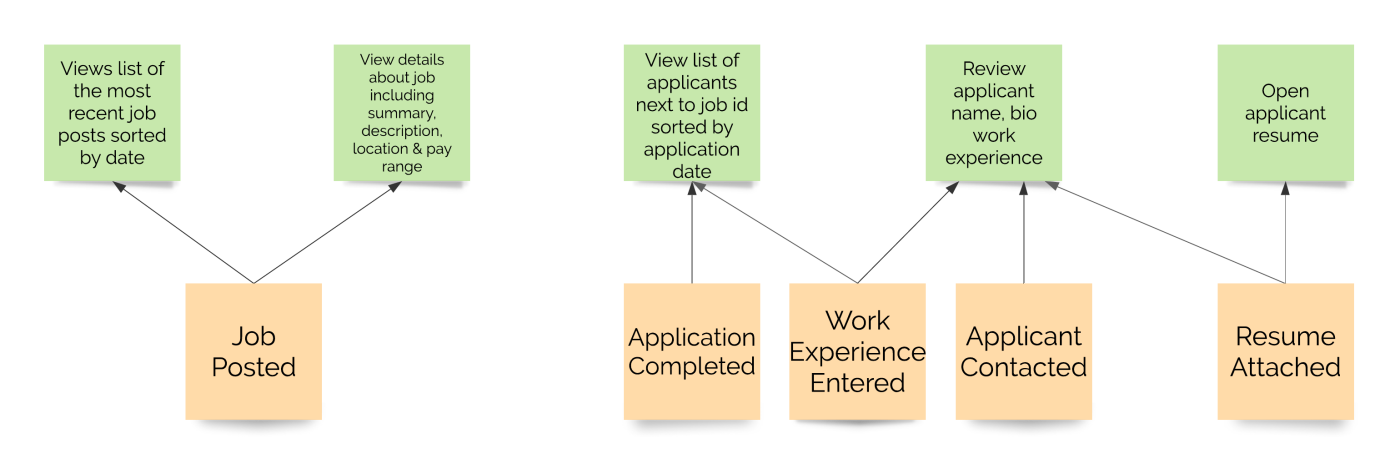 Views list of
the most
recent job
posts sorted
by date
View details
about job
including
summary,
description,
location & pay
range
View list of
applicants
next to job id
sorted by
application
date
Review
applicant
name, bio
work
experience
Open
applicant
resume
Job
Posted
Application
Completed
Work
Experience
Entered
Applicant
Contacted
Resume
Attached